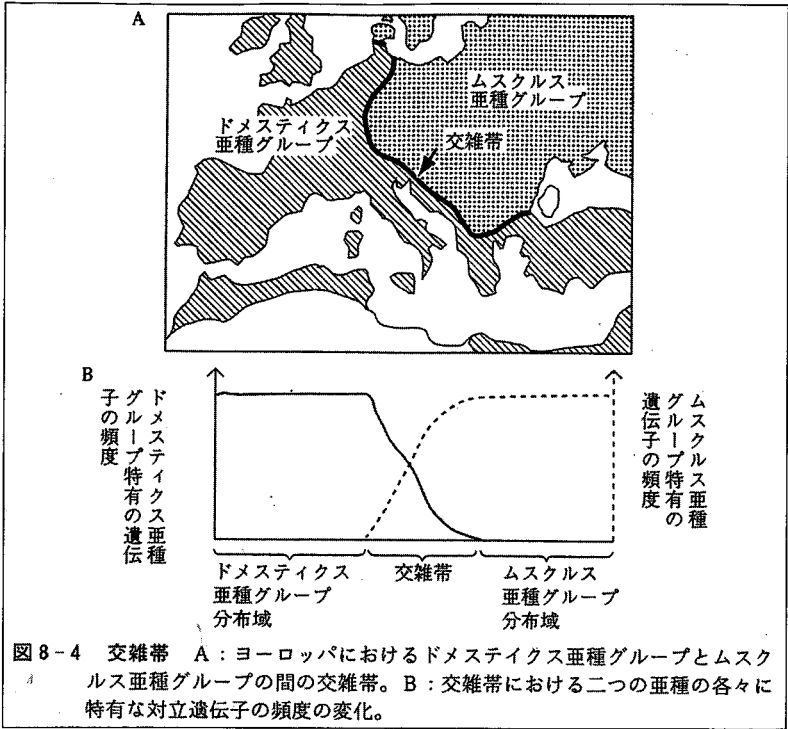 A
ムスクルス
亜種グループ
ドメスティクス
亜種グループ
交雑帯
B
ドメスティクス亜種
グループ特有の遺伝
子の頻度
ムスクルス亜種
グループ特有の
遺伝子の頻度
ドメスティクス
亜種グループ
分布域
交雑帯
ムスクルス
亜種グループ
分布域
図8-4 交雑帯 A:ヨーロッパにおけるドメステイクス亜種グループとムスク
ルス亜種グループの間の交雑帯。B:交雑帯における二つの亜種の各々に
特有な対立遺伝子の頻度の変化。